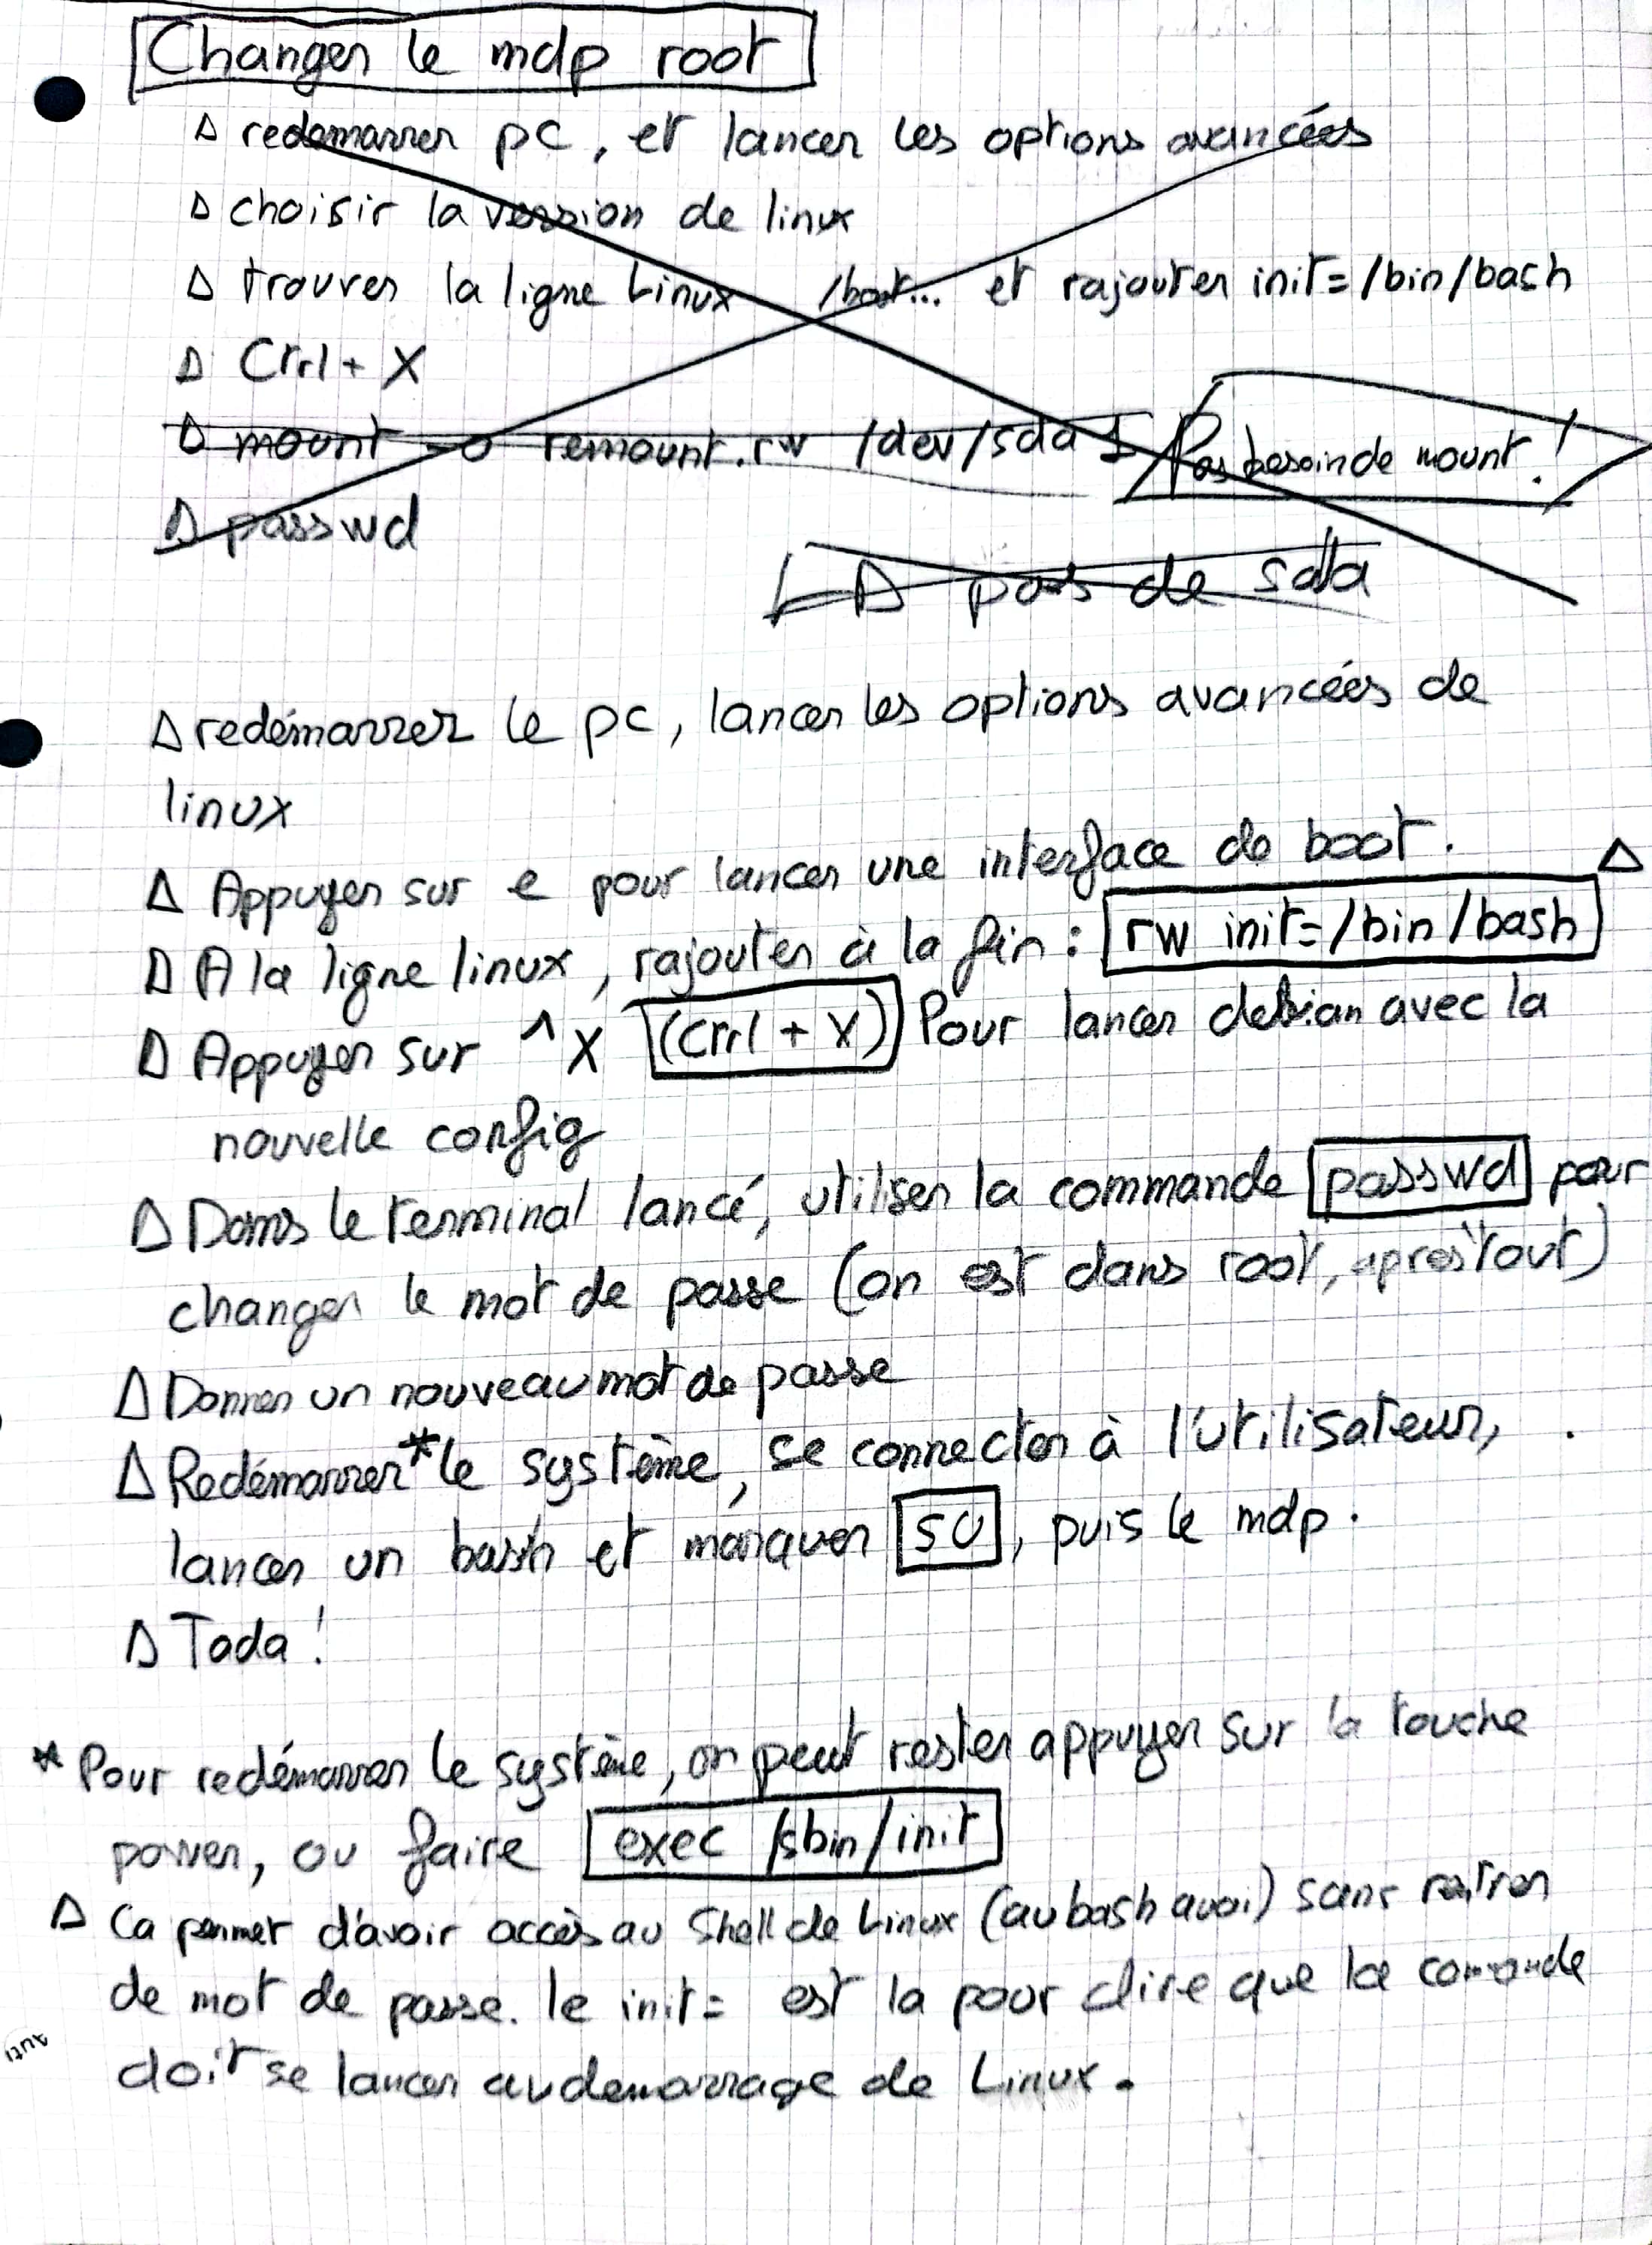 Changer le mdp root
Δ redemarrer pc, et lancer les options avancées
Δ choisir la version de linux
Δ trouver la ligne Linux /boot... et rajouter init=/bin/bash
Δ Ctrl + X
Δ mount -o remount.rw /dev/sda1 Pas besoin de mount !
Δ passwd
Δ pas de sda
Δ redémarrer le pc, lancer les options avancées de
linux
Δ Appuyer sur e pour lancer une interface de boot.
Δ A la ligne linux, rajouter à la fin : rw init=/bin/bash Δ
Δ Appuyer sur ^X (Ctrl + X) Pour lancer debian avec la
nouvelle config
Δ Dans le terminal lancé, utiliser la commande passwd pour
changer le mot de passe (on est dans root, apres tout)
Δ Donner un nouveau mot de passe
Δ Redémarrer* le système, se connecter à l'utilisateur,
lancer un bash et marquer su, puis le mdp.
Δ Tada !
* Pour redémarrer le système, on peut rester appuyer sur la touche
power, ou faire exec /sbin/init
Δ Ca permet d'avoir accès au Shell de Linux (au bash quoi) sans rentrer
de mot de passe. le init= est la pour dire que la commande
doit se lancer au demarrage de Linux.